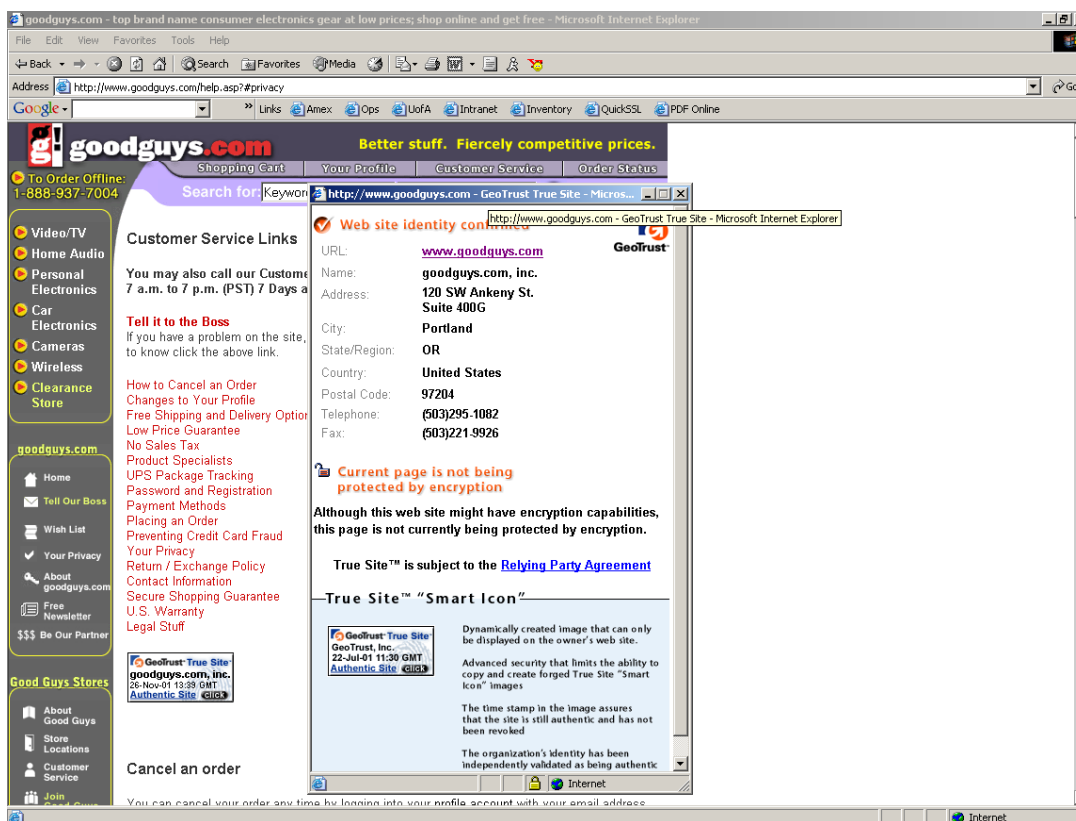 goodguys.com - top brand name consumer electronics gear at low prices; shop online and get free - Microsoft Internet Explorer
File Edit View Favorites Tools Help
Back Search Favorites Media
Address http://www.goodguys.com/help.asp?#privacy Go
Google Links Amex Ops UofA Intranet Inventory QuickSSL PDF Online
g! goodguys.com
Better stuff. Fiercely competitive prices.
Shopping Cart Your Profile Customer Service Order Status
To Order Offline:
1-888-937-7004
Search for:
Video/TV
Home Audio
Personal
Electronics
Car
Electronics
Cameras
Wireless
Clearance
Store
goodguys.com
Home
Tell Our Boss
Wish List
Your Privacy
About
goodguys.com
Free
Newsletter
$$$ Be Our Partner
Good Guys Stores
About
Good Guys
Store
Locations
Customer
Service
Join
Customer Service Links
You may also call our
7 a.m. to 7 p.m. (PST) 7 Days
Tell it to the Boss
If you have a problem on the site,
to know click the above link.
How to Cancel an Order
Changes to Your Profile
Free Shipping and Delivery
Low Price Guarantee
No Sales Tax
Product Specialists
UPS Package Tracking
Password and Registration
Payment Methods
Placing an Order
Preventing Credit Card Fraud
Your Privacy
Return / Exchange Policy
Contact Information
Secure Shopping Guarantee
U.S. Warranty
Legal Stuff
GeoTrust True Site
goodguys.com, inc.
26-Nov-01 13:39 GMT
Authentic Site click
Cancel an order
You can cancel your order any time by logging into your profile account with your email address
http://www.goodguys.com - GeoTrust True Site - Micros...
http://www.goodguys.com - GeoTrust True Site - Microsoft Internet Explorer
Web site identity confirmed
GeoTrust
URL: www.goodguys.com
Name: goodguys.com, inc.
Address: 120 SW Ankeny St.
Suite 400G
City: Portland
State/Region: OR
Country: United States
Postal Code: 97204
Telephone: (503)295-1082
Fax: (503)221-9926
Current page is not being
protected by encryption
Although this web site might have encryption capabilities,
this page is not currently being protected by encryption.
True Site™ is subject to the Relying Party Agreement
True Site™ “Smart Icon”
GeoTrust True Site
GeoTrust, Inc.
22-Jul-01 11:30 GMT
Authentic Site click
Dynamically created image that can only
be displayed on the owner's web site.
Advanced security that limits the ability to
copy and create forged True Site “Smart
Icon” images
The time stamp in the image assures
that the site is still authentic and has not
been revoked
The organization's identity has been
independently validated as being authentic
Internet
Internet